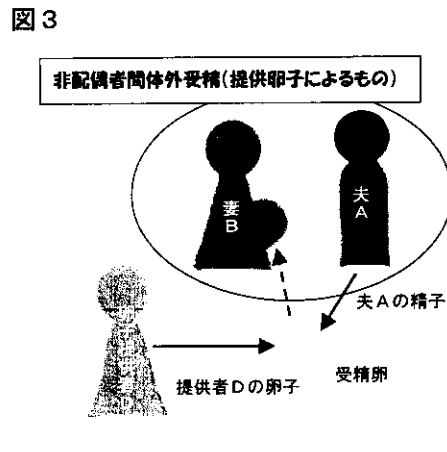 図３
非配偶者間体外受精(提供卵子によるもの)
妻
B
夫
A
夫Aの精子
提供者Dの卵子
受精卵